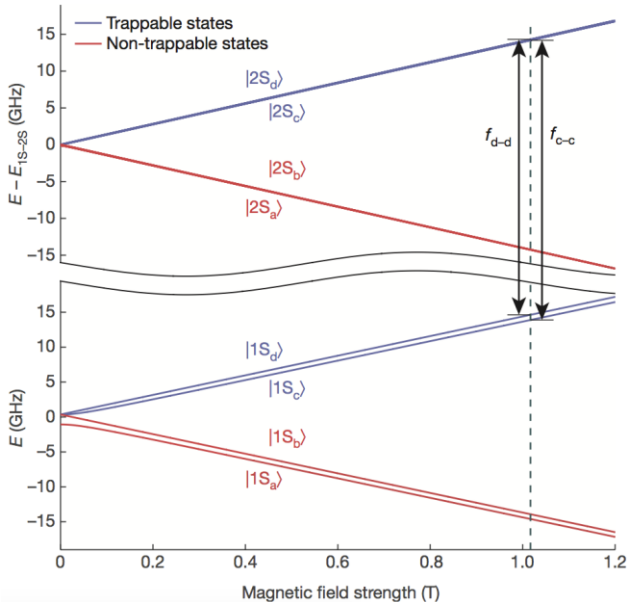 Trappable states
Non-trappable states
E − E1S–2S (GHz)
15
10
5
0
−5
−10
−15
|2Sd⟩
|2Sc⟩
|2Sb⟩
|2Sa⟩
fd–d
fc–c
E (GHz)
15
10
5
0
−5
−10
−15
|1Sd⟩
|1Sc⟩
|1Sb⟩
|1Sa⟩
0 0.2 0.4 0.6 0.8 1.0 1.2
Magnetic field strength (T)